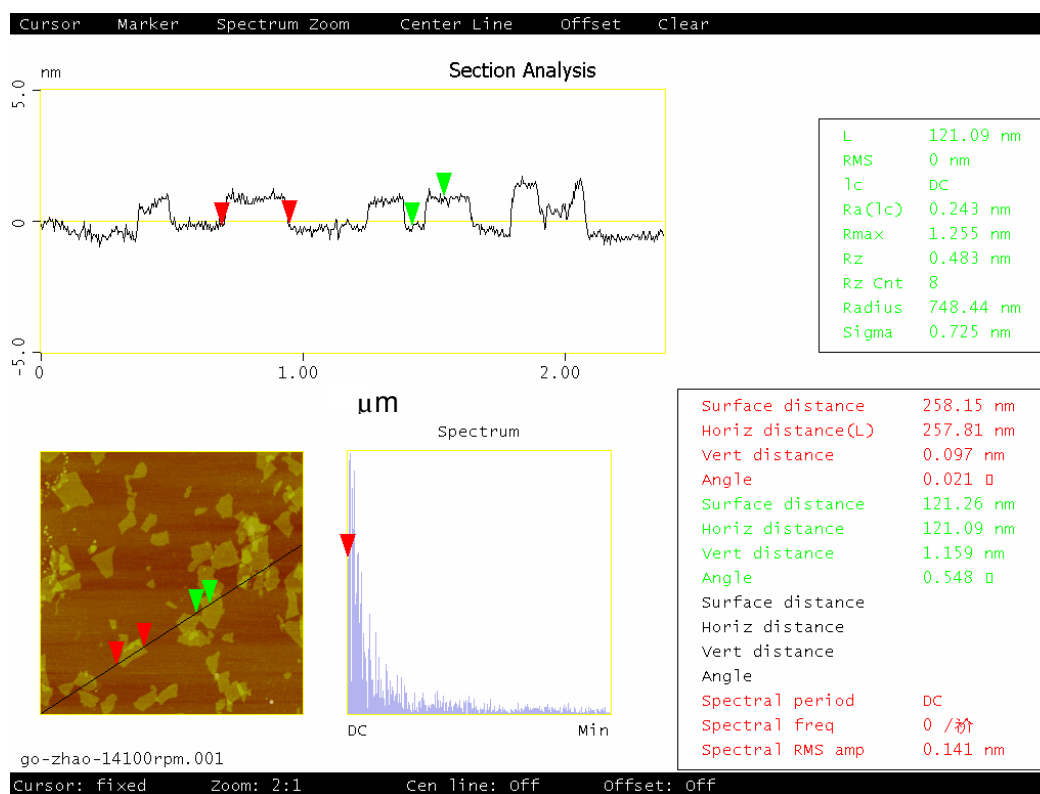 Cursor Marker Spectrum Zoom Center Line Offset Clear
nm
Section Analysis
5.0
0
-5.0
0 1.00 2.00
μm
L 121.09 nm
RMS 0 nm
lc DC
Ra(lc) 0.243 nm
Rmax 1.255 nm
Rz 0.483 nm
Rz Cnt 8
Radius 748.44 nm
Sigma 0.725 nm
Surface distance 258.15 nm
Horiz distance(L) 257.81 nm
Vert distance 0.097 nm
Angle 0.021
Surface distance 121.26 nm
Horiz distance 121.09 nm
Vert distance 1.159 nm
Angle 0.548
Surface distance
Horiz distance
Vert distance
Angle
Spectral period DC
Spectral freq 0 /
Spectral RMS amp 0.141 nm
Spectrum
DC Min
go-zhao-14100rpm.001
Cursor: fixed Zoom: 2:1 Cen line: Off Offset: Off